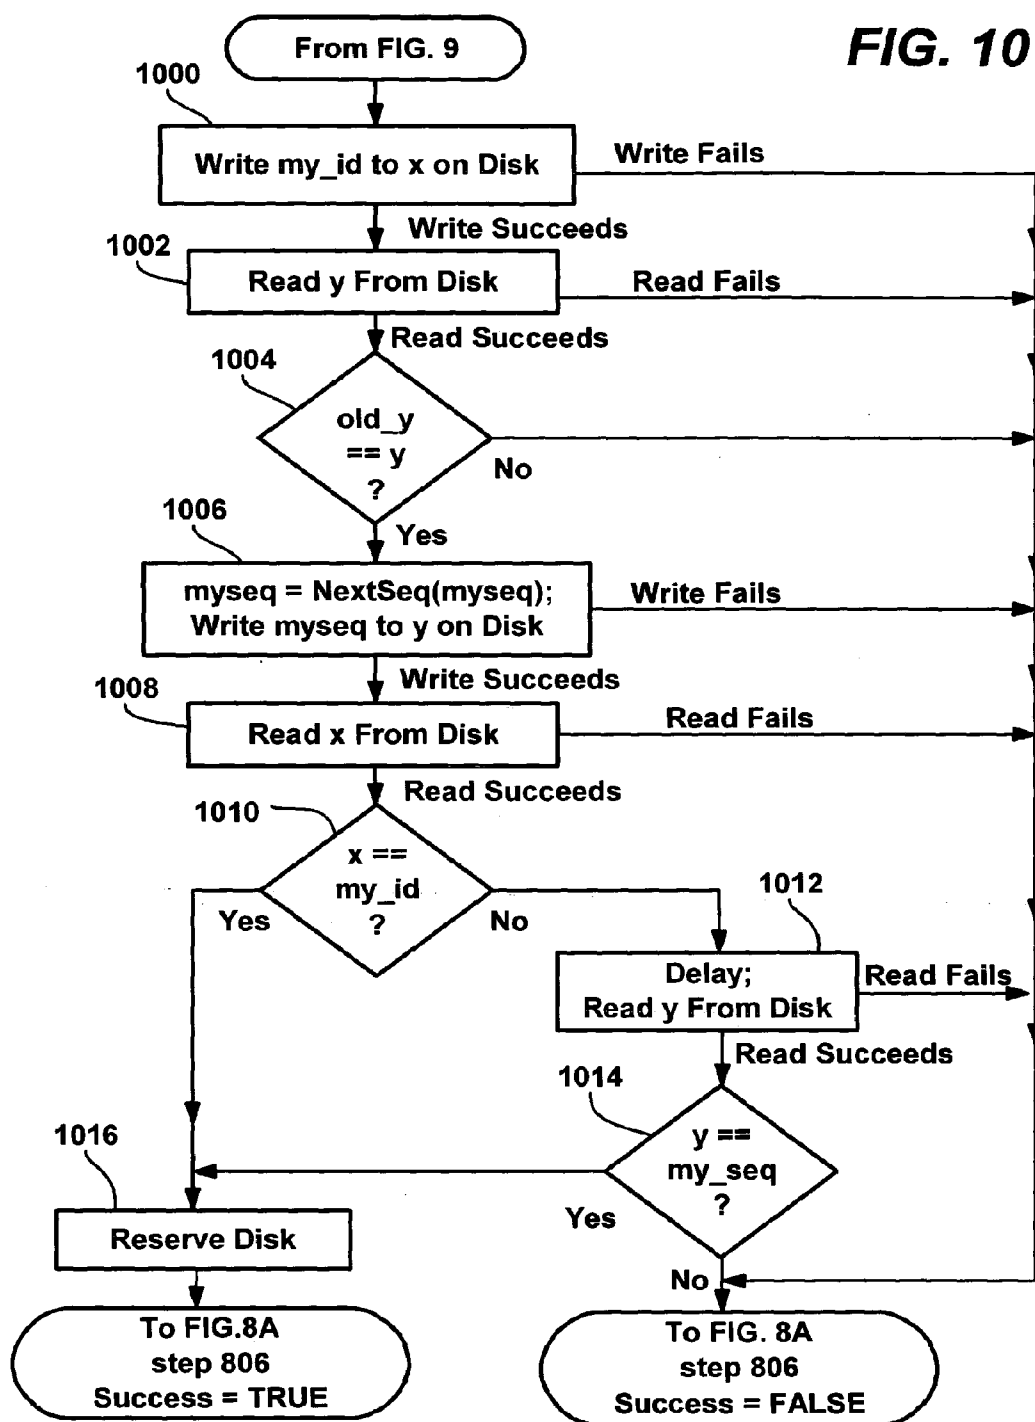 From FIG. 9
FIG. 10
1000
Write my_id to x on Disk
Write Fails
Write Succeeds
1002
Read y From Disk
Read Fails
Read Succeeds
1004
old_y
== y
?
No
Yes
1006
myseq = NextSeq(myseq);
Write myseq to y on Disk
Write Fails
Write Succeeds
1008
Read x From Disk
Read Fails
Read Succeeds
1010
x ==
my_id
?
Yes
No
1012
Delay;
Read y From Disk
Read Fails
Read Succeeds
1014
y ==
my_seq
?
Yes
No
1016
Reserve Disk
To FIG.8A
step 806
Success = TRUE
To FIG. 8A
step 806
Success = FALSE